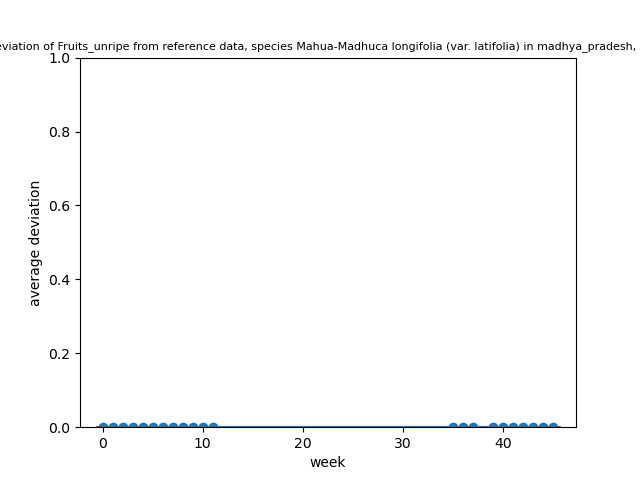 eviation of Fruits_unripe from reference data, species Mahua-Madhuca longifolia (var. latifolia) in madhya_pradesh,
1.0
0.8
0.6
0.4
0.2
0.0
average deviation
0 10 20 30 40
week